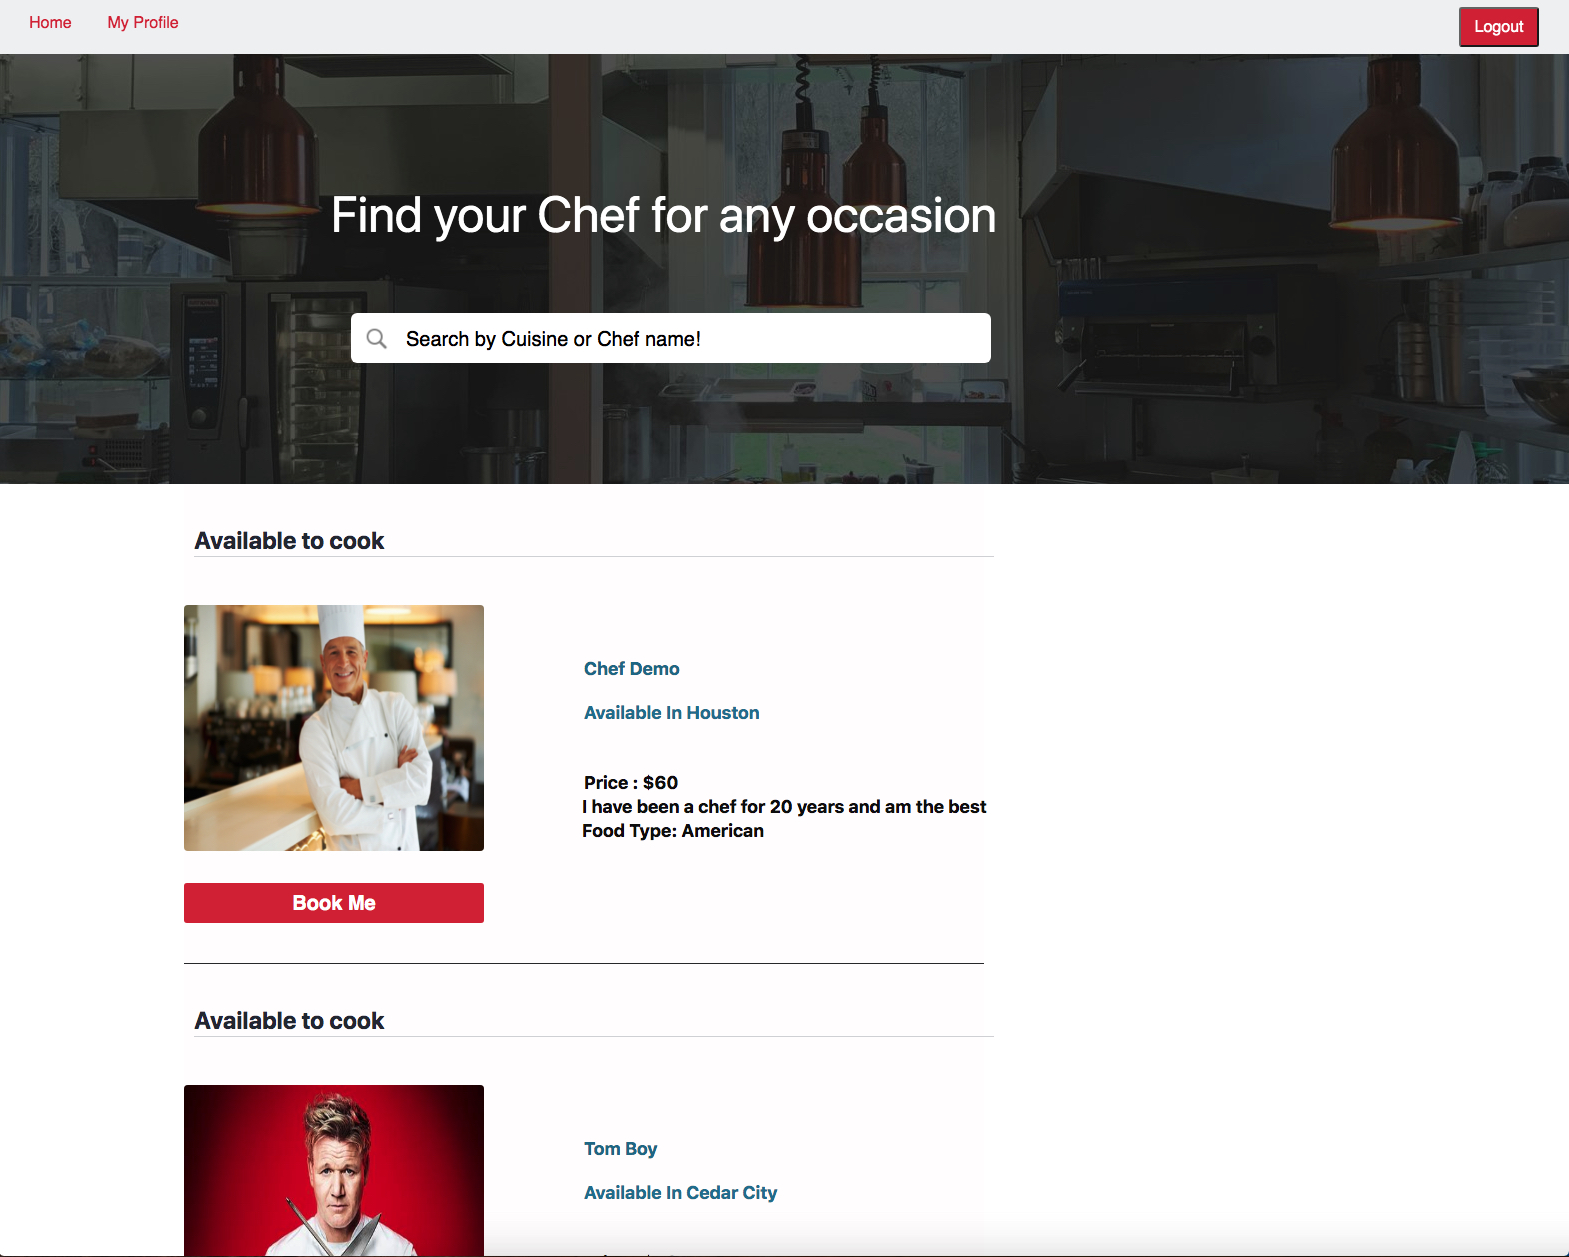 Home
My Profile
Logout
Find your Chef for any occasion
Search by Cuisine or Chef name!
Available to cook
Chef Demo
Available In Houston
Price : $60
I have been a chef for 20 years and am the best
Food Type: American
Book Me
Available to cook
Tom Boy
Available In Cedar City